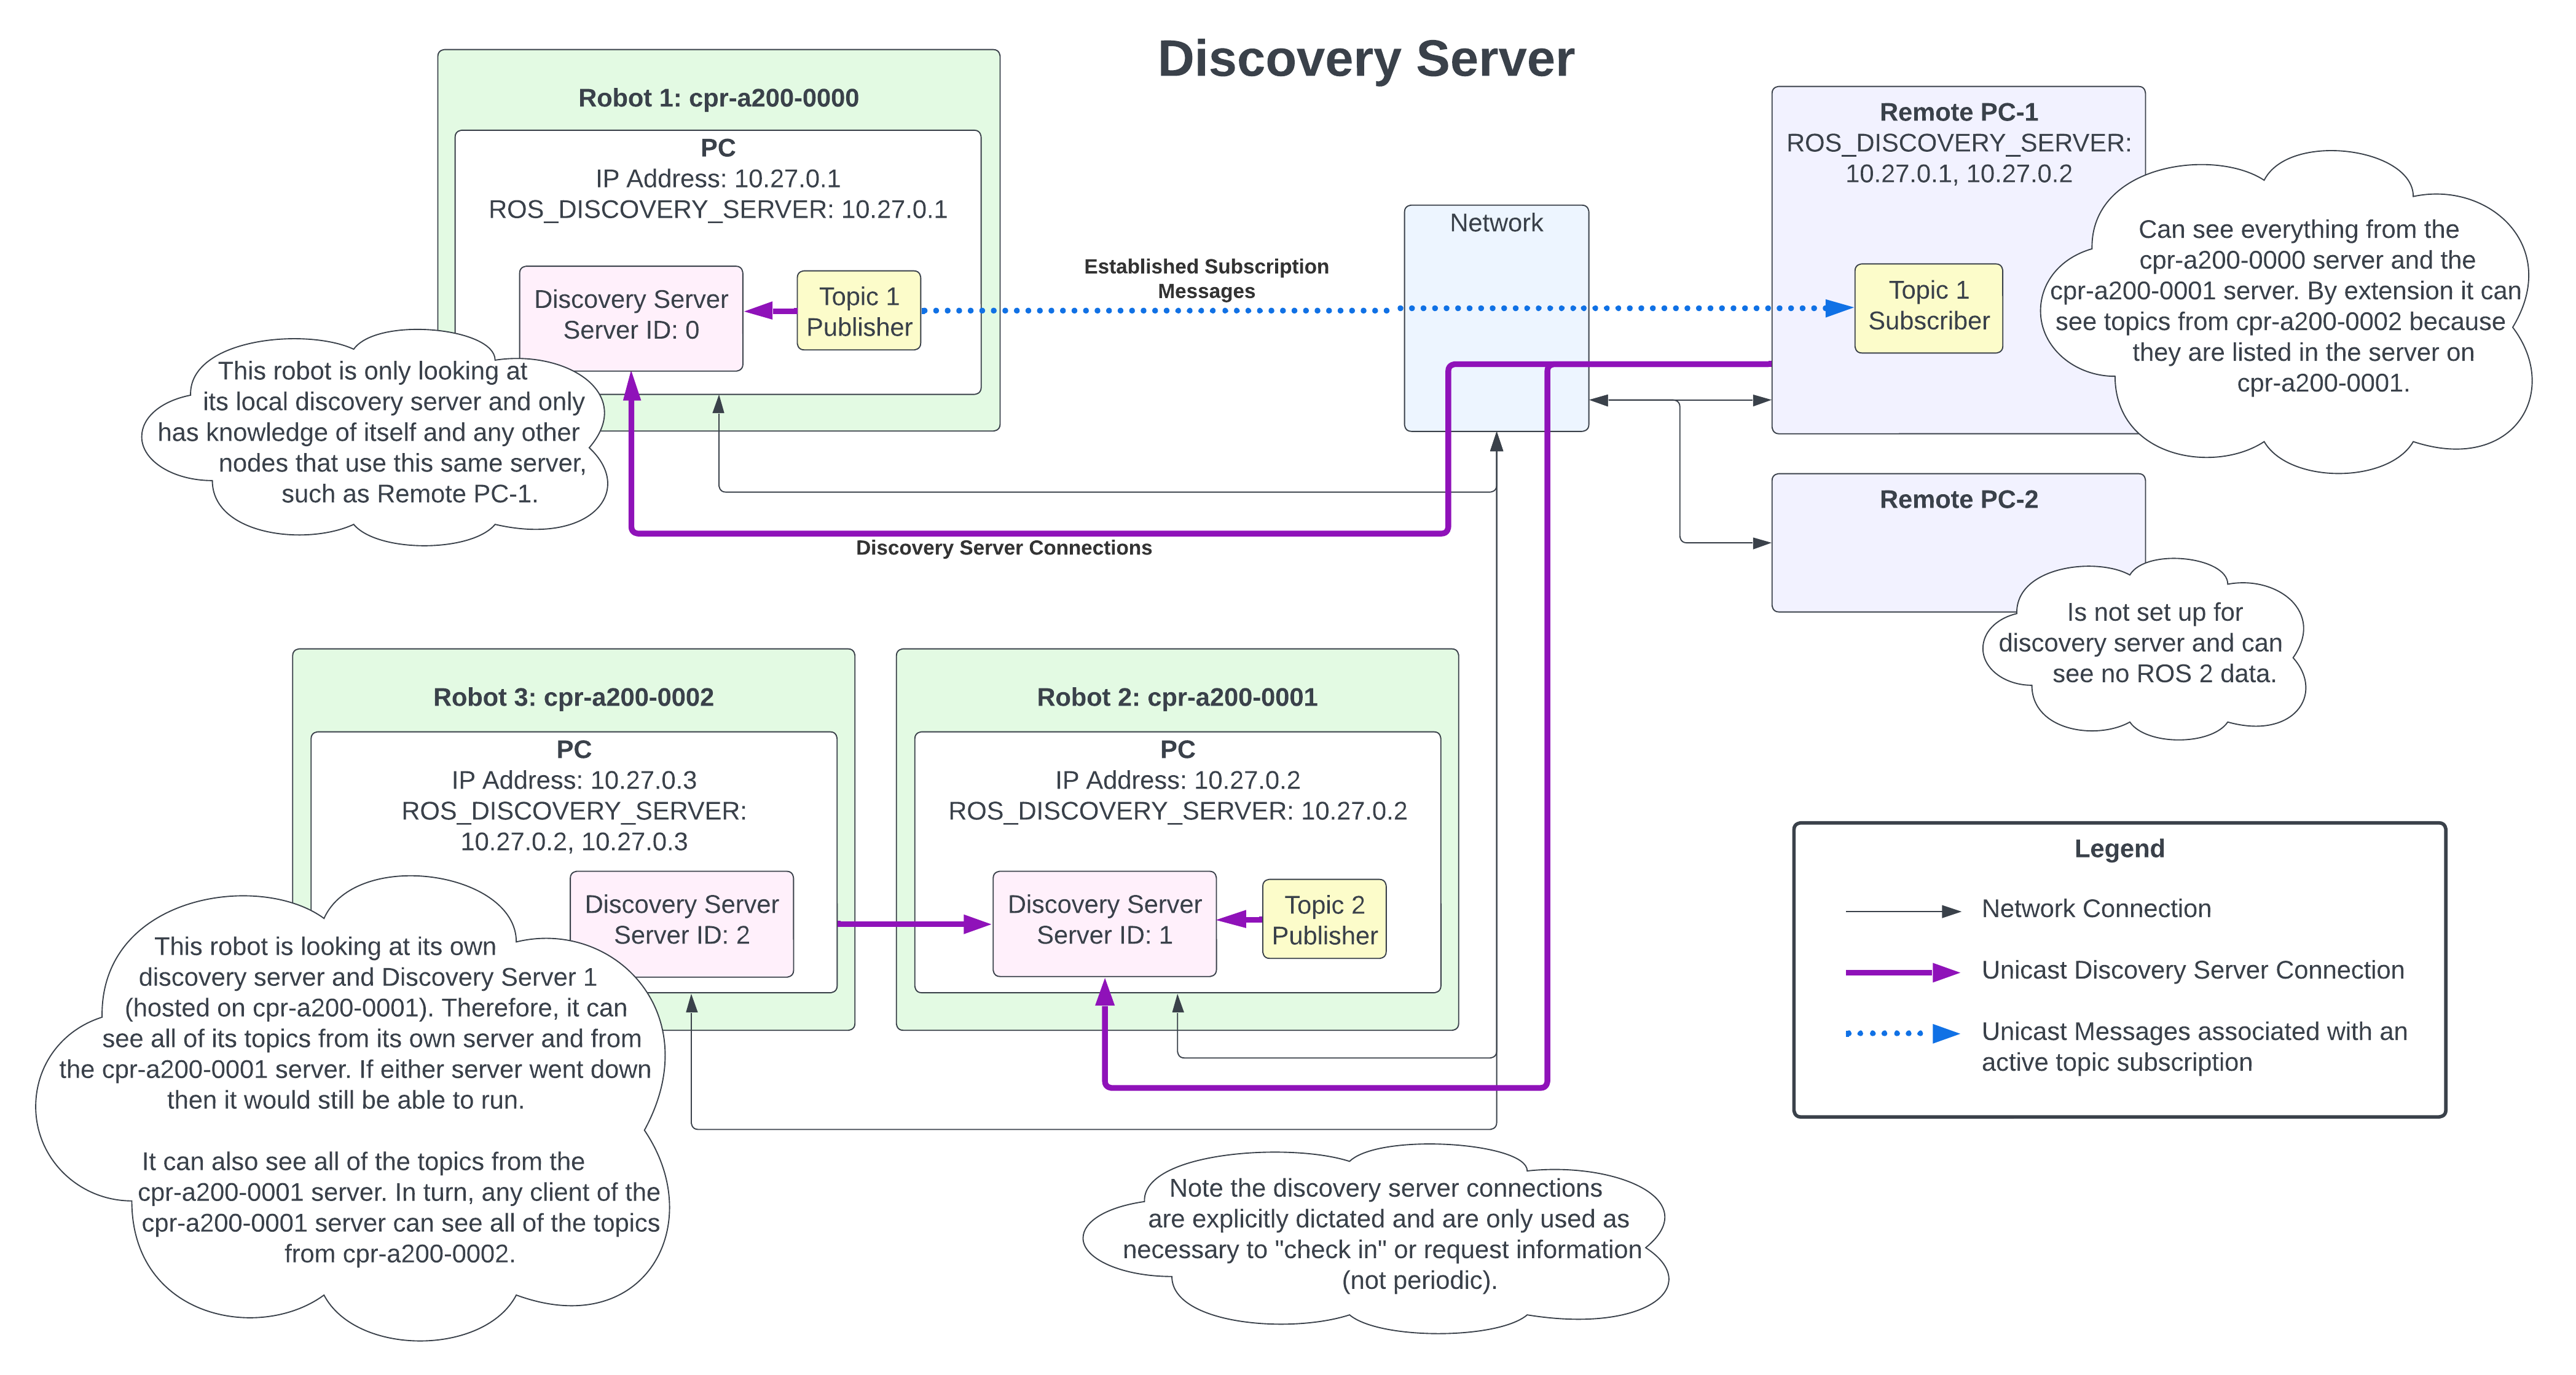 Discovery Server
Robot 1: cpr-a200-0000
PC
IP Address: 10.27.0.1
ROS_DISCOVERY_SERVER: 10.27.0.1
Discovery Server
Server ID: 0
Topic 1
Publisher
This robot is only looking at
its local discovery server and only
has knowledge of itself and any other
nodes that use this same server,
such as Remote PC-1.
Established Subscription
Messages
Discovery Server Connections
Network
Remote PC-1
ROS_DISCOVERY_SERVER:
10.27.0.1, 10.27.0.2
Topic 1
Subscriber
Can see everything from the
cpr-a200-0000 server and the
cpr-a200-0001 server. By extension it can
see topics from cpr-a200-0002 because
they are listed in the server on
cpr-a200-0001.
Remote PC-2
Is not set up for
discovery server and can
see no ROS 2 data.
Robot 3: cpr-a200-0002
PC
IP Address: 10.27.0.3
ROS_DISCOVERY_SERVER:
10.27.0.2, 10.27.0.3
Discovery Server
Server ID: 2
This robot is looking at its own
discovery server and Discovery Server 1
(hosted on cpr-a200-0001). Therefore, it can
see all of its topics from its own server and from
the cpr-a200-0001 server. If either server went down
then it would still be able to run.
It can also see all of the topics from the
cpr-a200-0001 server. In turn, any client of the
cpr-a200-0001 server can see all of the topics
from cpr-a200-0002.
Robot 2: cpr-a200-0001
PC
IP Address: 10.27.0.2
ROS_DISCOVERY_SERVER: 10.27.0.2
Discovery Server
Server ID: 1
Topic 2
Publisher
Note the discovery server connections
are explicitly dictated and are only used as
necessary to "check in" or request information
(not periodic).
Legend
Network Connection
Unicast Discovery Server Connection
Unicast Messages associated with an
active topic subscription